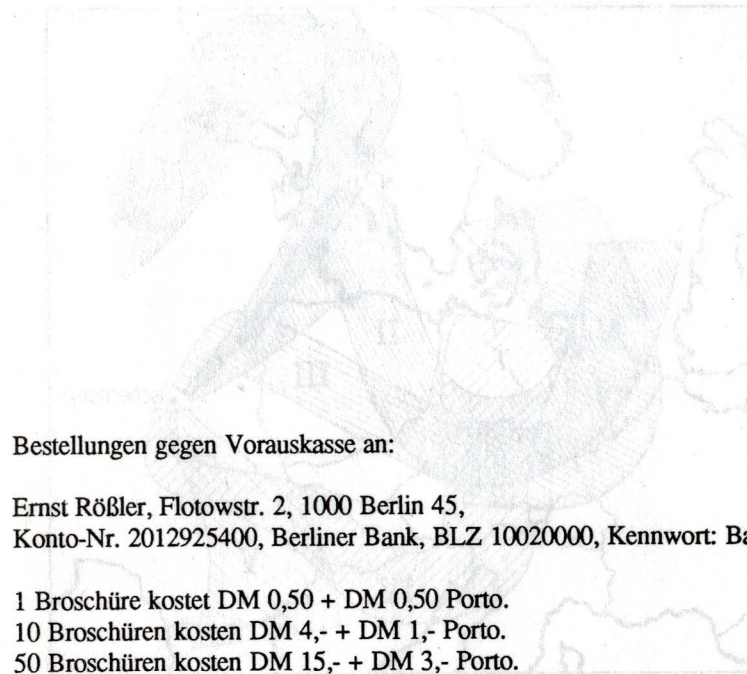 Bestellungen gegen Vorauskasse an:
Ernst Rößler, Flotowstr. 2, 1000 Berlin 45,
Konto-Nr. 2012925400, Berliner Bank, BLZ 10020000, Kennwort: Ba
1 Broschüre kostet DM 0,50 + DM 0,50 Porto.
10 Broschüren kosten DM 4,- + DM 1,- Porto.
50 Broschüren kosten DM 15,- + DM 3,- Porto.